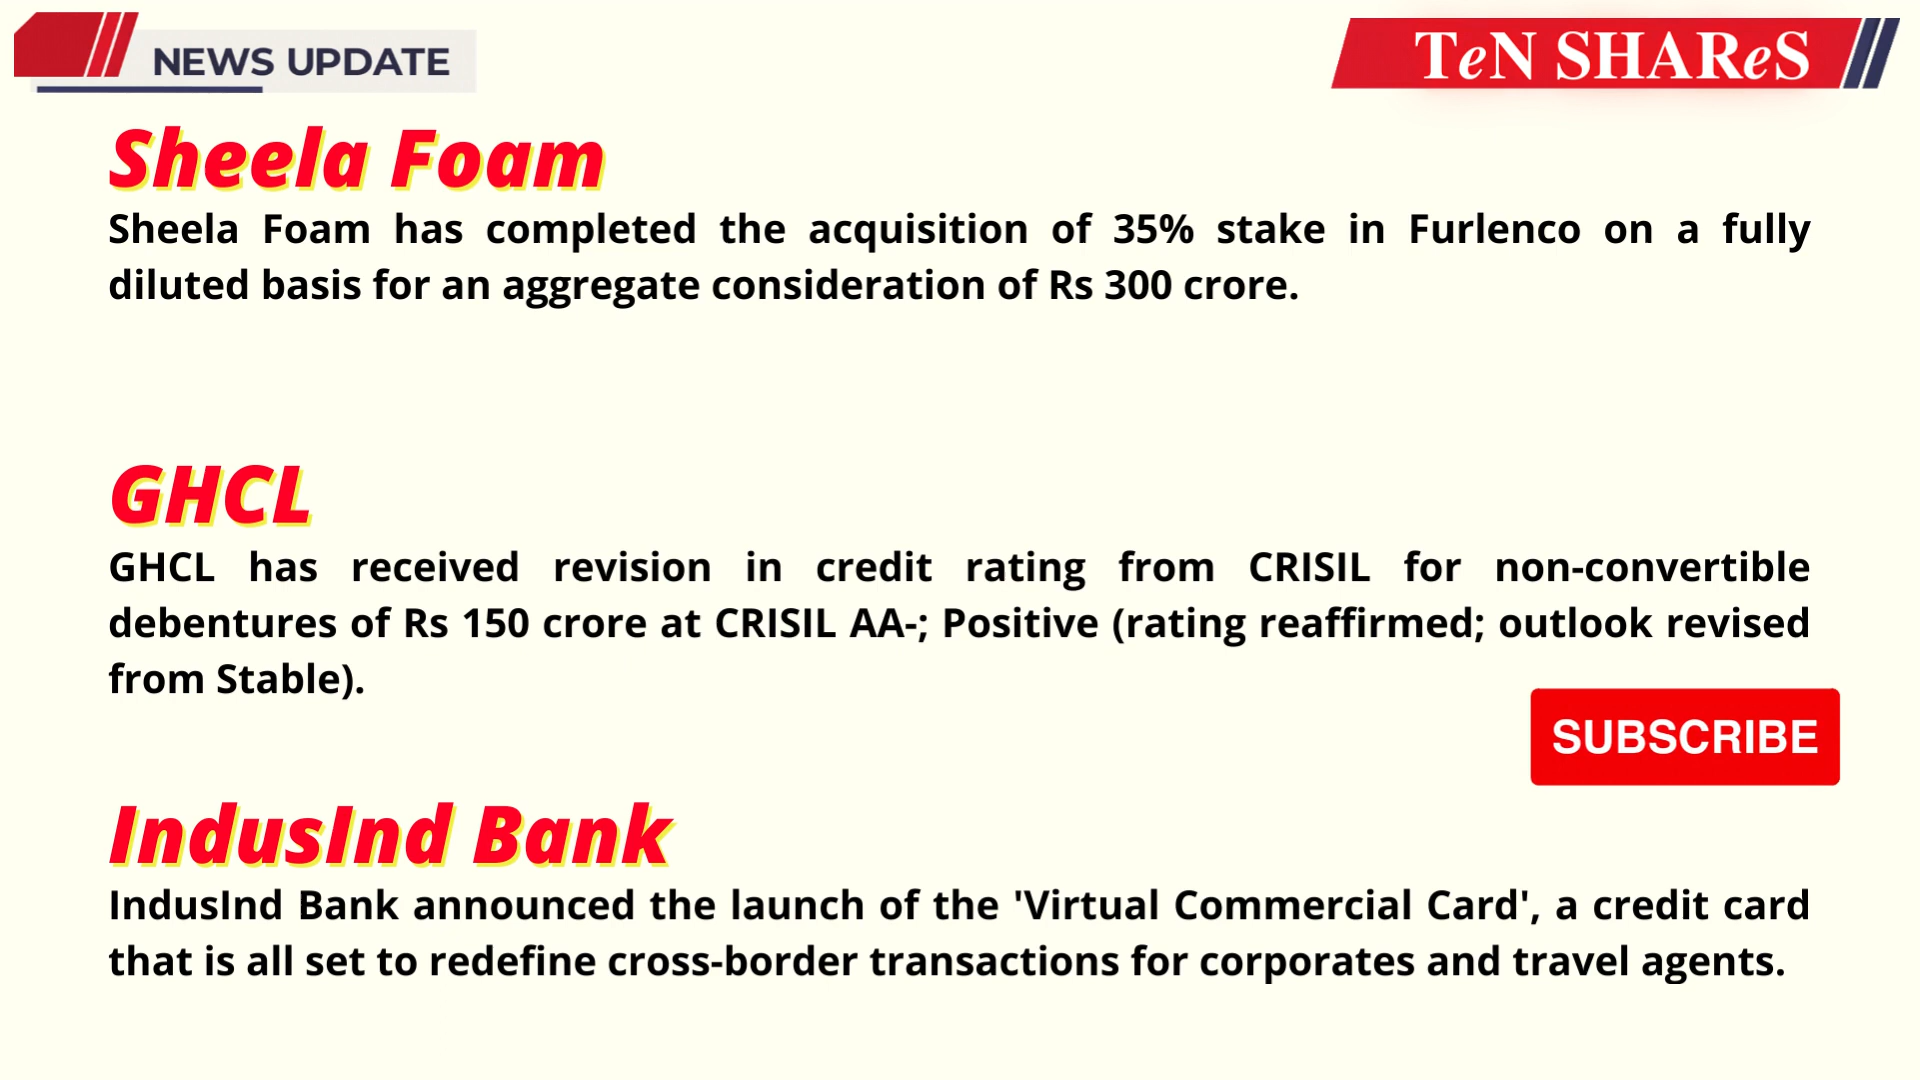 NEWS UPDATE
TeN SHAReS
Sheela Foam
Sheela Foam has completed the acquisition of 35% stake in Furlenco on a fully
diluted basis for an aggregate consideration of Rs 300 crore.
GHCL
GHCL has received revision in credit rating from CRISIL for non-convertible
debentures of Rs 150 crore at CRISIL AA-; Positive (rating reaffirmed; outlook revised
from Stable).
SUBSCRIBE
IndusInd Bank
IndusInd Bank announced the launch of the 'Virtual Commercial Card', a credit card
that is all set to redefine cross-border transactions for corporates and travel agents.